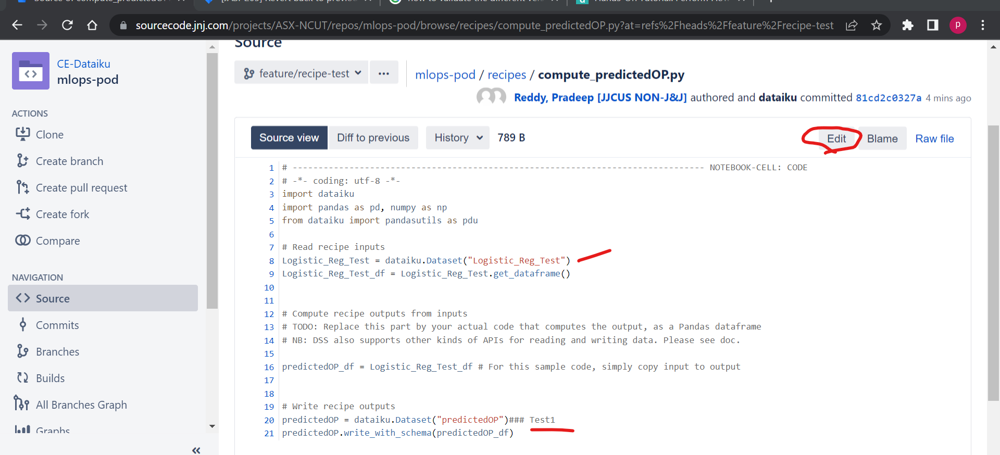 sourcecode.jnj.com/projects/ASX-NCUT/repos/mlops-pod/browse/recipes/compute_predictedOP.py?at=refs%2Fheads%2Ffeature%2Frecipe-test
p
Source
CE-Dataiku
mlops-pod
feature/recipe-test
mlops-pod / recipes / compute_predictedOP.py
Reddy, Pradeep [JJCUS NON-J&J] authored and dataiku committed 81cd2c0327a 4 mins ago
ACTIONS
Clone
Create branch
Create pull request
Create fork
Compare
NAVIGATION
Source
Commits
Branches
Builds
All Branches Graph
Graphs
Source view Diff to previous History 789 B Edit Blame Raw file
1 # -------------------------------------------------------------------------------- NOTEBOOK-CELL: CODE
2 # -*- coding: utf-8 -*-
3 import dataiku
4 import pandas as pd, numpy as np
5 from dataiku import pandasutils as pdu
6
7 # Read recipe inputs
8 Logistic_Reg_Test = dataiku.Dataset("Logistic_Reg_Test")
9 Logistic_Reg_Test_df = Logistic_Reg_Test.get_dataframe()
10
11
12 # Compute recipe outputs from inputs
13 # TODO: Replace this part by your actual code that computes the output, as a Pandas dataframe
14 # NB: DSS also supports other kinds of APIs for reading and writing data. Please see doc.
15
16 predictedOP_df = Logistic_Reg_Test_df # For this sample code, simply copy input to output
17
18
19 # Write recipe outputs
20 predictedOP = dataiku.Dataset("predictedOP")### Test1
21 predictedOP.write_with_schema(predictedOP_df)